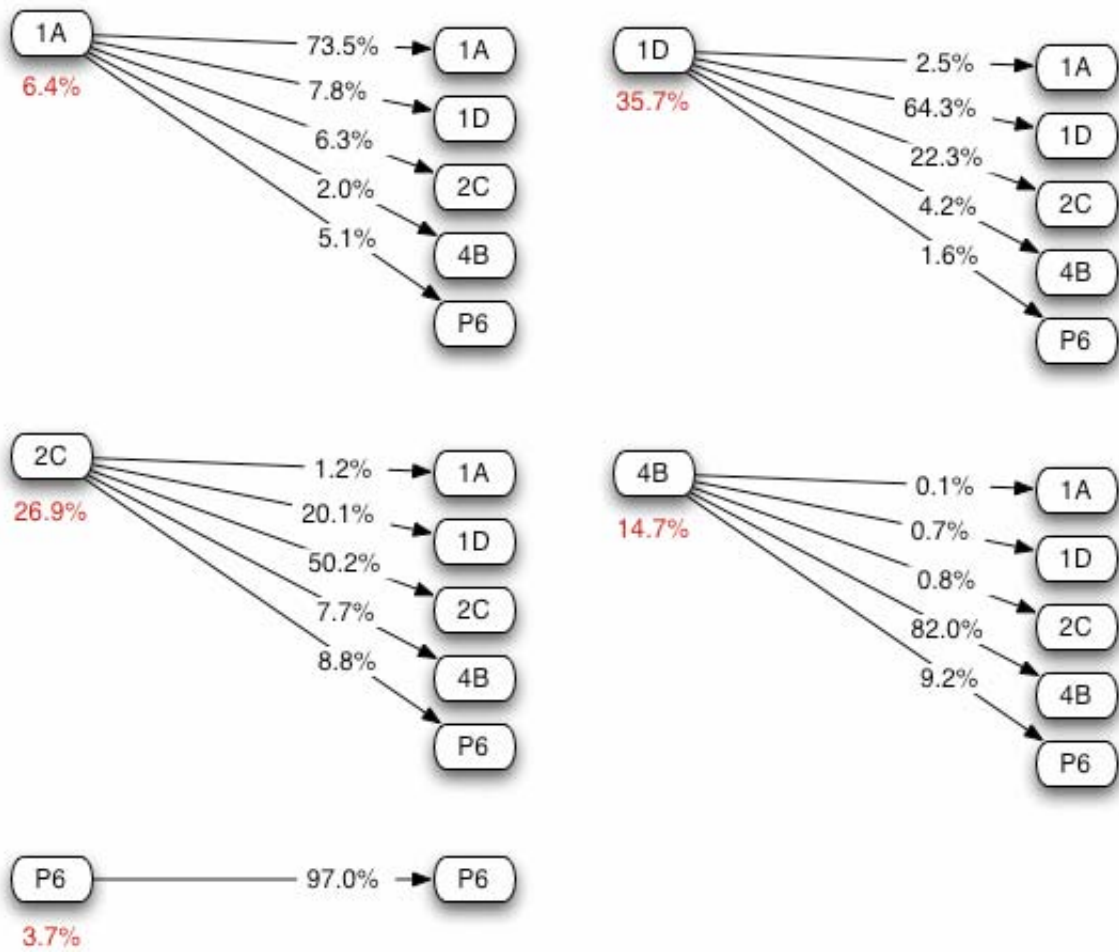 1A
6.4%
73.5%
1A
7.8%
1D
6.3%
2C
2.0%
4B
5.1%
P6
1D
35.7%
2.5%
1A
64.3%
1D
22.3%
2C
4.2%
4B
1.6%
P6
2C
26.9%
1.2%
1A
20.1%
1D
50.2%
2C
7.7%
4B
8.8%
P6
4B
14.7%
0.1%
1A
0.7%
1D
0.8%
2C
82.0%
4B
9.2%
P6
P6
3.7%
97.0%
P6